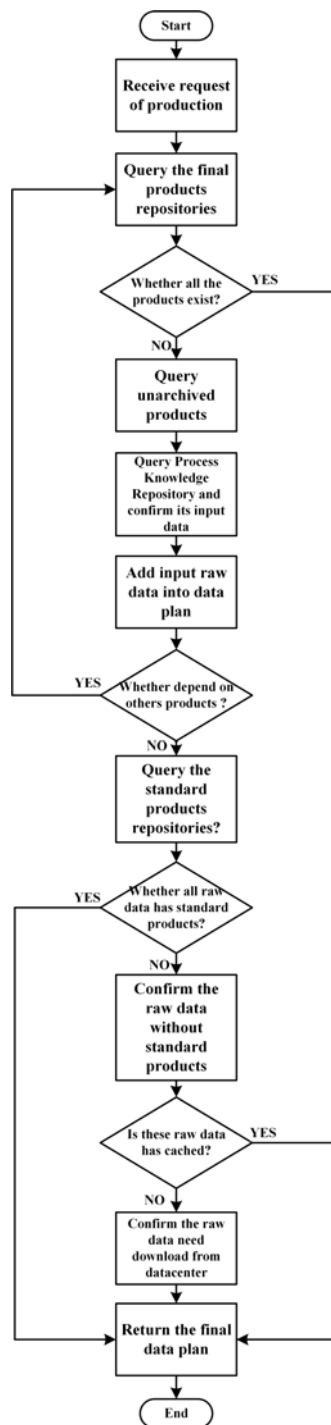 Start
Receive request
of production
Query the final
products
repositories
Whether all the
products exist?
YES
NO
Query
unarchived
products
Query Process
Knowledge
Repository and
confirm its input
data
Add input raw
data into data
plan
YES
Whether depend on
others products ?
NO
Query the
standard
products
repositories?
YES
Whether all raw
data has standard
products?
NO
Confirm the
raw data
without
standard
products
Is these raw data
has cached?
YES
NO
Confirm the raw
data need
download from
datacenter
Return the final
data plan
End